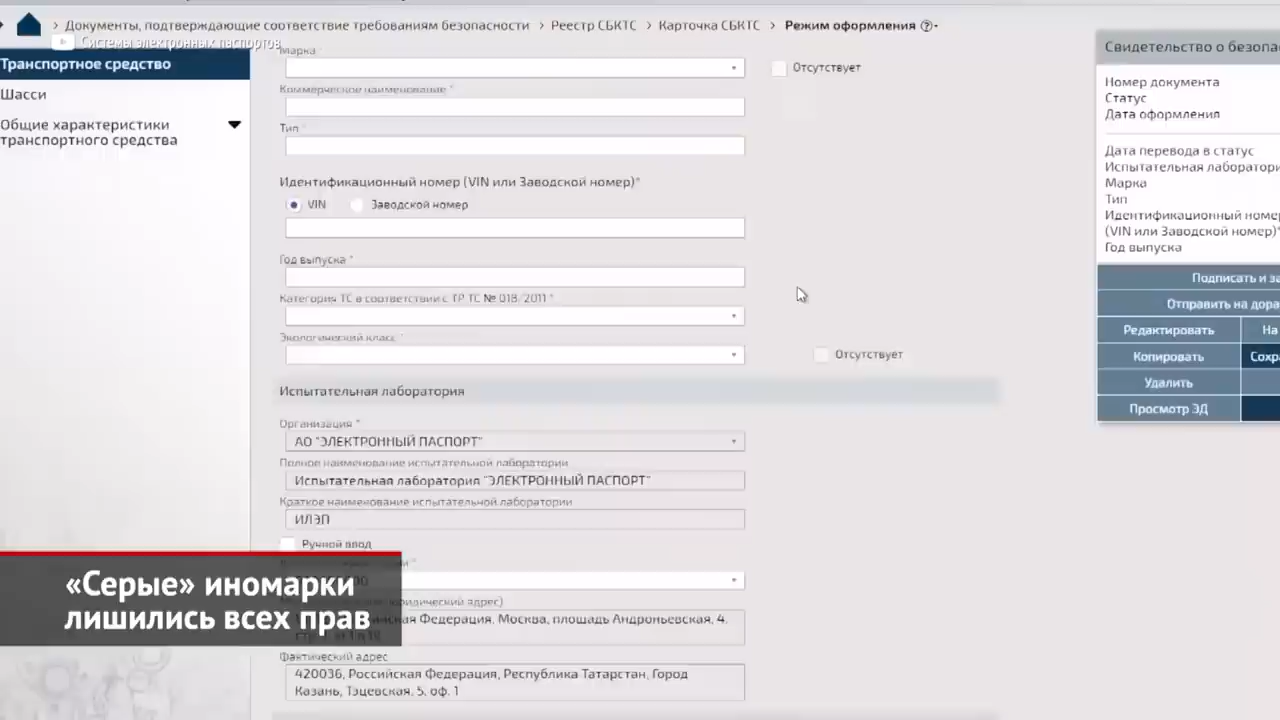 Документы, подтверждающие соответствие требованиям безопасности > Реестр СБКТС > Карточка СБКТС > Режим оформления
Системы электронных паспортов
Транспортное средство
Шасси
Общие характеристики
транспортного средства
Марка
Отсутствует
Коммерческое наименование *
Тип *
Идентификационный номер (VIN или Заводской номер)*
VIN Заводской номер
Год выпуска *
Категория ТС в соответствии с ТР ТС № 018/2011 *
Экологический класс *
Отсутствует
Испытательная лаборатория
Организация *
АО "ЭЛЕКТРОННЫЙ ПАСПОРТ"
Полное наименование испытательной лаборатории
Испытательная лаборатория "ЭЛЕКТРОННЫЙ ПАСПОРТ"
Краткое наименование испытательной лаборатории
ИЛЭП
Ручной ввод
Федерация, Москва, площадь Андроньевская, 4,
Фактический адрес
420036, Российская Федерация, Республика Татарстан, Город
Казань, Тэцевская, 5, оф. 1
Свидетельство о безопас
Номер документа
Статус
Дата оформления
Дата перевода в статус
Испытательная лаборатори
Марка
Тип
Идентификационный номер
(VIN или Заводской номер)*
Год выпуска
Подписать и за
Отправить на дора
Редактировать На
Копировать Сохра
Удалить
Просмотр ЭД
«Серые» иномарки
лишились всех прав